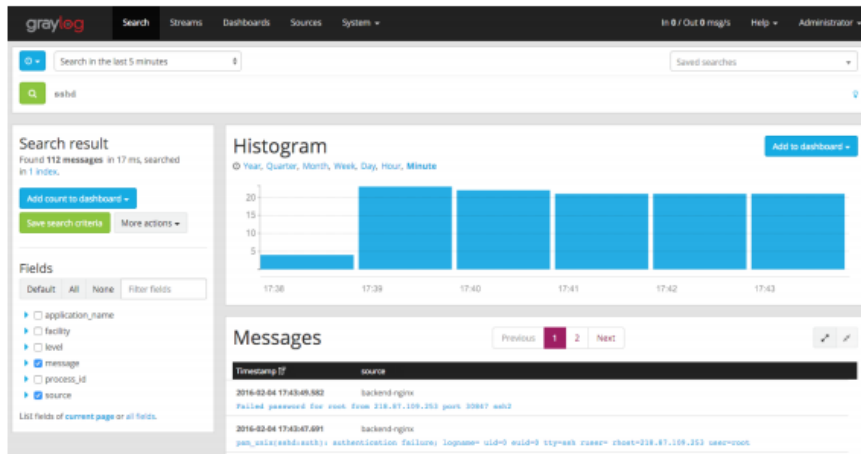 graylog Search Streams Dashboards Sources System In 0 / Out 0 msg/s Help Administrator
Search in the last 5 minutes Saved searches
sshd
Search result
Found 112 messages in 17 ms, searched
in 1 index.
Add count to dashboard
Save search criteria More actions
Fields
Default All None Filter fields
application_name
facility
level
message
process_id
source
List fields of current page or all fields.
Histogram
Add to dashboard
Year, Quarter, Month, Week, Day, Hour, Minute
20
15
10
5
17:38 17:39 17:40 17:41 17:42 17:43
Messages
Previous 1 2 Next
Timestamp source
2016-02-04 17:43:49.582 backend-nginx
Failed password for root from 218.87.109.253 port 30847 ssh2
2016-02-04 17:43:47.691 backend-nginx
pam_unix(sshd:auth): authentication failure; logname= uid=0 euid=0 tty=ssh ruser= rhost=218.87.109.253 user=root